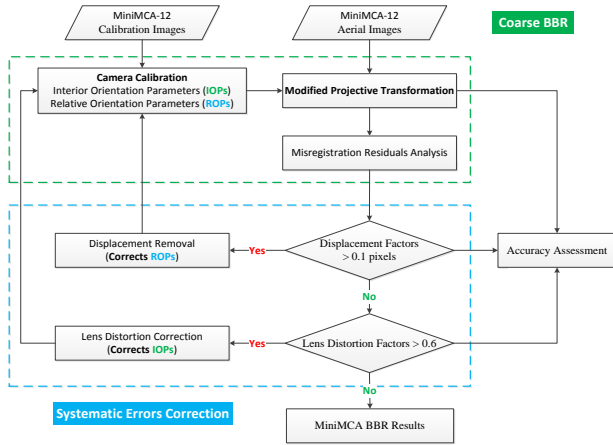 MiniMCA-12
Calibration Images
MiniMCA-12
Aerial Images
Coarse BBR
Camera Calibration
Interior Orientation Parameters (IOPs)
Relative Orientation Parameters (ROPs)
Modified Projective Transformation
Misregistration Residuals Analysis
Displacement Removal
(Corrects ROPs)
Yes
Displacement Factors
> 0.1 pixels
Accuracy Assessment
No
Lens Distortion Correction
(Corrects IOPs)
Yes
Lens Distortion Factors > 0.6
No
Systematic Errors Correction
MiniMCA BBR Results